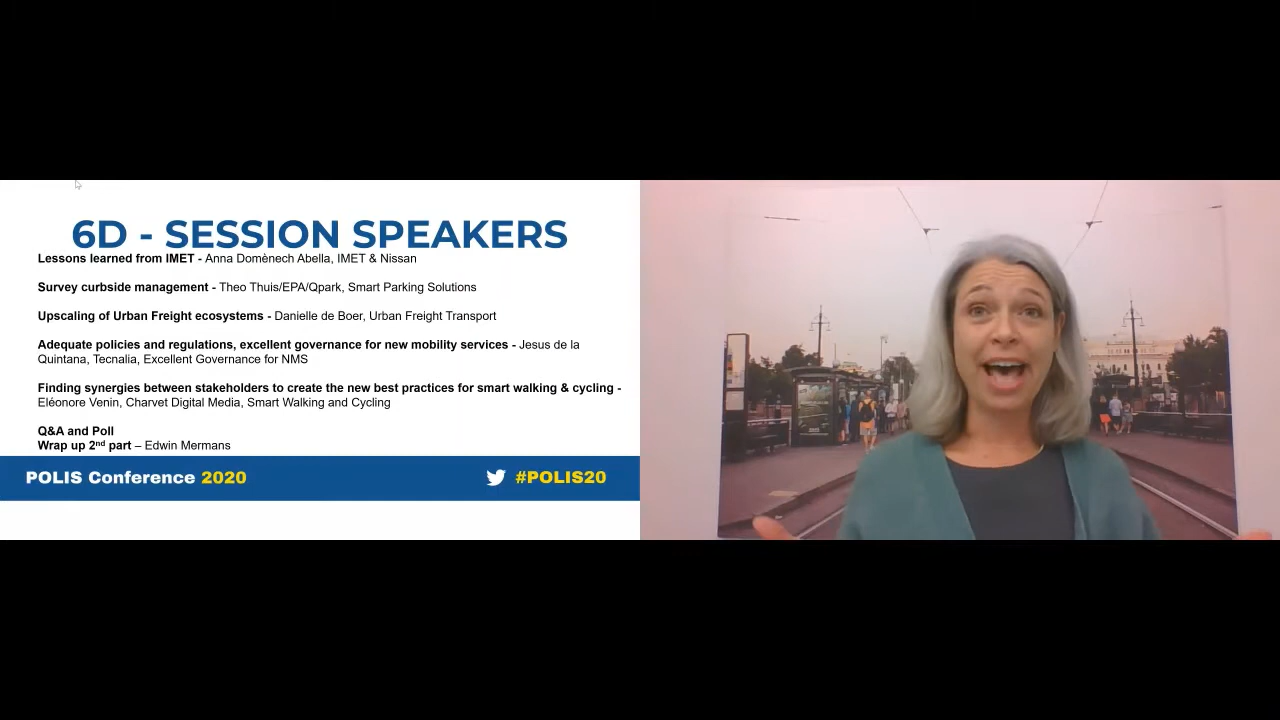 6D - SESSION SPEAKERS
Lessons learned from IMET - Anna Domènech Abella, IMET & Nissan
Survey curbside management - Theo Thuis/EPA/Qpark, Smart Parking Solutions
Upscaling of Urban Freight ecosystems - Danielle de Boer, Urban Freight Transport
Adequate policies and regulations, excellent governance for new mobility services - Jesus de la
Quintana, Tecnalia, Excellent Governance for NMS
Finding synergies between stakeholders to create the new best practices for smart walking & cycling -
Eléonore Venin, Charvet Digital Media, Smart Walking and Cycling
Q&A and Poll
Wrap up 2nd part – Edwin Mermans
POLIS Conference 2020
#POLIS20